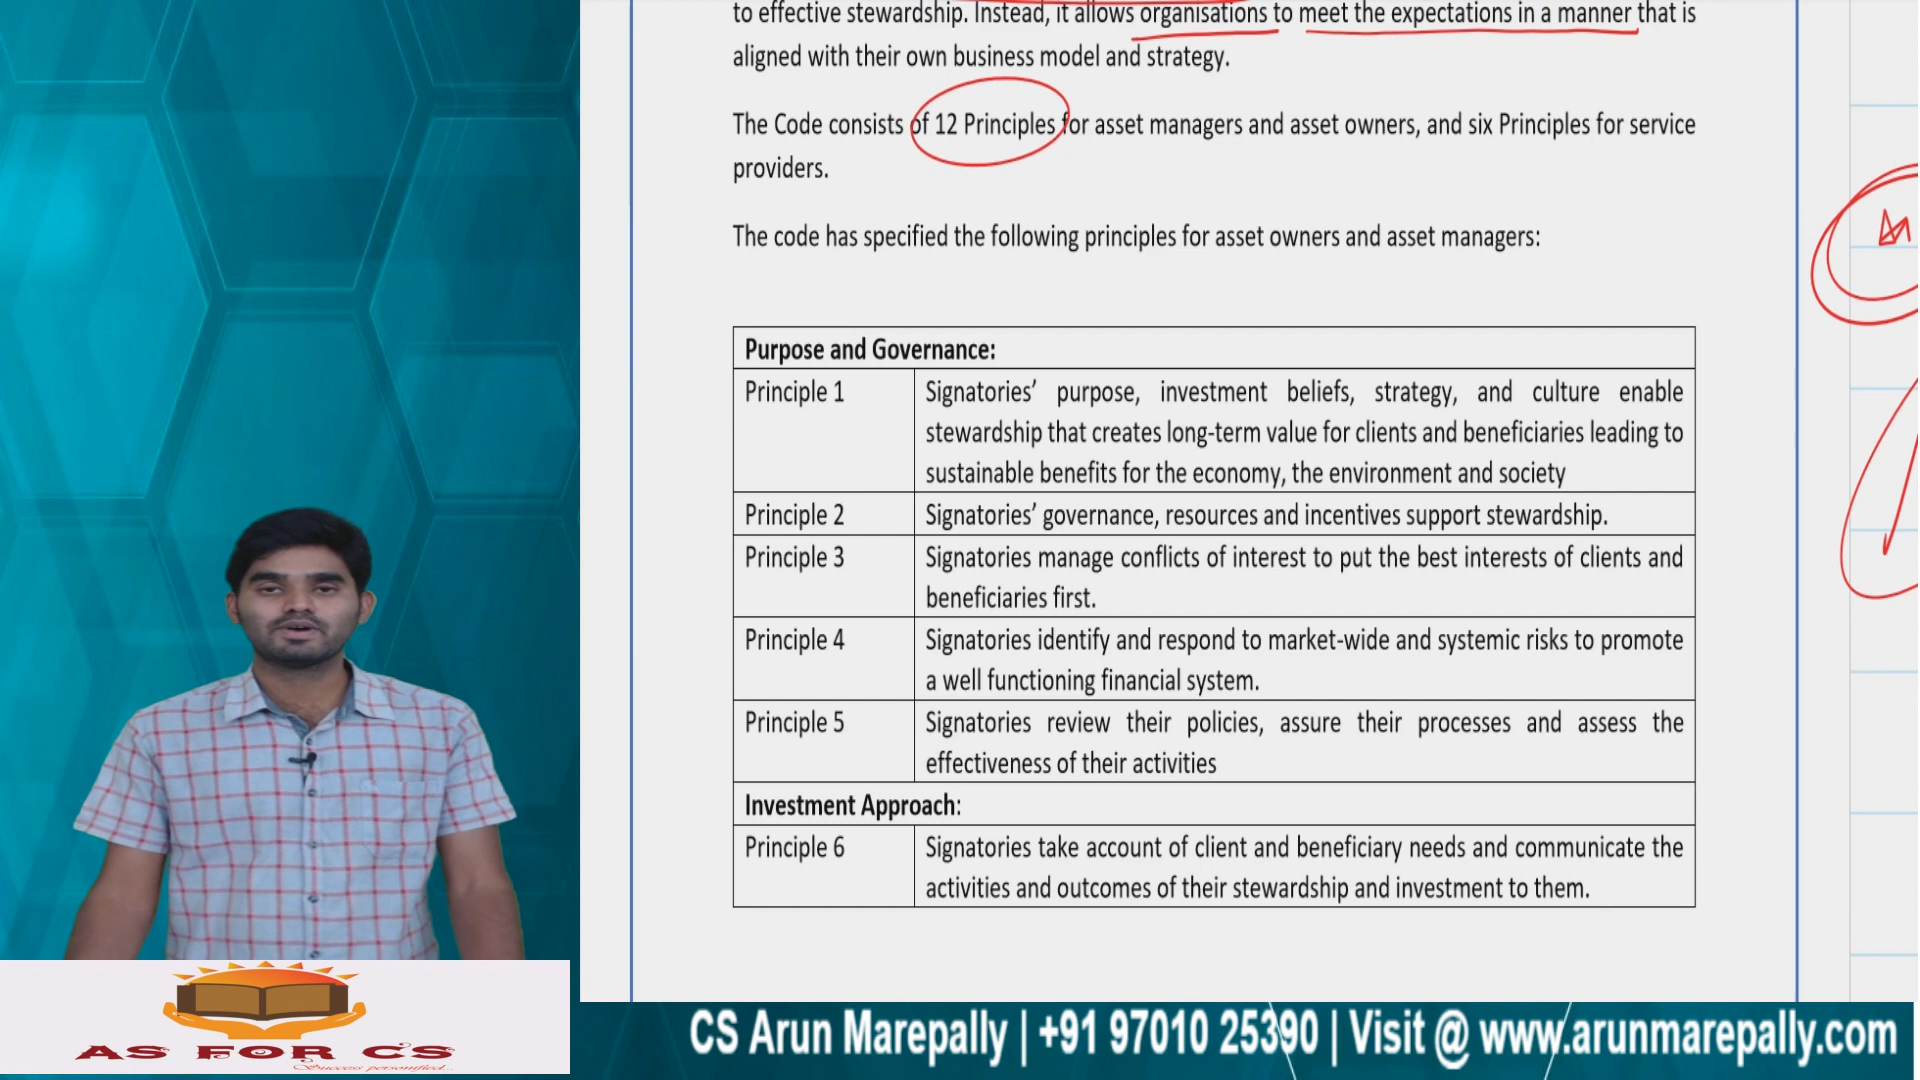 to effective stewardship. Instead, it allows organisations to meet the expectations in a manner that is
aligned with their own business model and strategy.
The Code consists of 12 Principles for asset managers and asset owners, and six Principles for service
providers.
The code has specified the following principles for asset owners and asset managers:
Purpose and Governance:
Principle 1
Signatories’ purpose, investment beliefs, strategy, and culture enable
stewardship that creates long-term value for clients and beneficiaries leading to
sustainable benefits for the economy, the environment and society
Principle 2
Signatories’ governance, resources and incentives support stewardship.
Principle 3
Signatories manage conflicts of interest to put the best interests of clients and
beneficiaries first.
Principle 4
Signatories identify and respond to market-wide and systemic risks to promote
a well functioning financial system.
Principle 5
Signatories review their policies, assure their processes and assess the
effectiveness of their activities
Investment Approach:
Principle 6
Signatories take account of client and beneficiary needs and communicate the
activities and outcomes of their stewardship and investment to them.
AS FOR CS
Success personified...
CS Arun Marepally | +91 97010 25390 | Visit @ www.arunmarepally.com